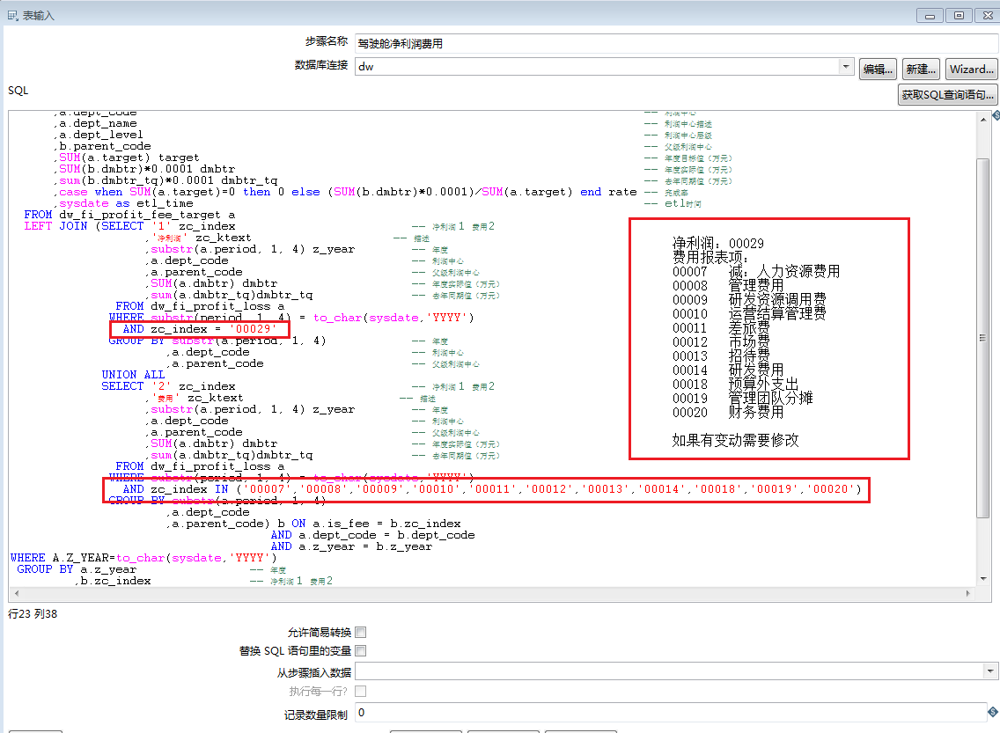 表输入
步骤名称 驾驶舱净利润费用
数据库连接 dw 编辑... 新建... Wizard...
SQL 获取SQL查询语句...
,a.dept_code -- 利润中心
,a.dept_name -- 利润中心描述
,a.dept_level -- 利润中心层级
,b.parent_code -- 父级利润中心
,SUM(a.target) target -- 年度目标值（万元）
,SUM(b.dmbtr)*0.0001 dmbtr -- 年度实际值（万元）
,sum(b.dmbtr_tq)*0.0001 dmbtr_tq -- 去年同期值（万元）
,case when SUM(a.target)=0 then 0 else (SUM(b.dmbtr)*0.0001)/SUM(a.target) end rate -- 完成率
,sysdate as etl_time -- etl时间
FROM dw_fi_profit_fee_target a
LEFT JOIN (SELECT '1' zc_index -- 净利润1 费用2
,'净利润' zc_ktext -- 描述
,substr(a.period, 1, 4) z_year -- 年度
,a.dept_code -- 利润中心
,a.parent_code -- 父级利润中心
,SUM(a.dmbtr) dmbtr -- 年度实际值（万元）
,sum(a.dmbtr_tq)dmbtr_tq -- 去年同期值（万元）
FROM dw_fi_profit_loss a
WHERE substr(period, 1, 4) = to_char(sysdate,'YYYY')
AND zc_index = '00029'
GROUP BY substr(a.period, 1, 4) -- 年度
,a.dept_code -- 利润中心
,a.parent_code -- 父级利润中心
UNION ALL
SELECT '2' zc_index -- 净利润1 费用2
,'费用' zc_ktext -- 描述
,substr(a.period, 1, 4) z_year -- 年度
,a.dept_code -- 利润中心
,a.parent_code -- 父级利润中心
,SUM(a.dmbtr) dmbtr -- 年度实际值（万元）
,sum(a.dmbtr_tq)dmbtr_tq -- 去年同期值（万元）
FROM dw_fi_profit_loss a
WHERE substr(period, 1, 4) = to_char(sysdate,'YYYY')
AND zc_index IN ('00007','00008','00009','00010','00011','00012','00013','00014','00018','00019','00020')
GROUP BY substr(a.period, 1, 4)
,a.dept_code
,a.parent_code) b ON a.is_fee = b.zc_index
AND a.dept_code = b.dept_code
AND a.z_year = b.z_year
WHERE A.Z_YEAR=to_char(sysdate,'YYYY')
GROUP BY a.z_year -- 年度
,b.zc_index -- 净利润1 费用2
净利润: 00029
费用报表项:
00007 减: 人力资源费用
00008 管理费用
00009 研发资源调用费
00010 运营结算管理费
00011 差旅费
00012 市场费
00013 招待费
00014 研发费用
00018 预算外支出
00019 管理团队分摊
00020 财务费用
如果有变动需要修改
行23 列38
允许简易转换
替换 SQL 语句里的变量
从步骤插入数据
执行每一行?
记录数量限制 0